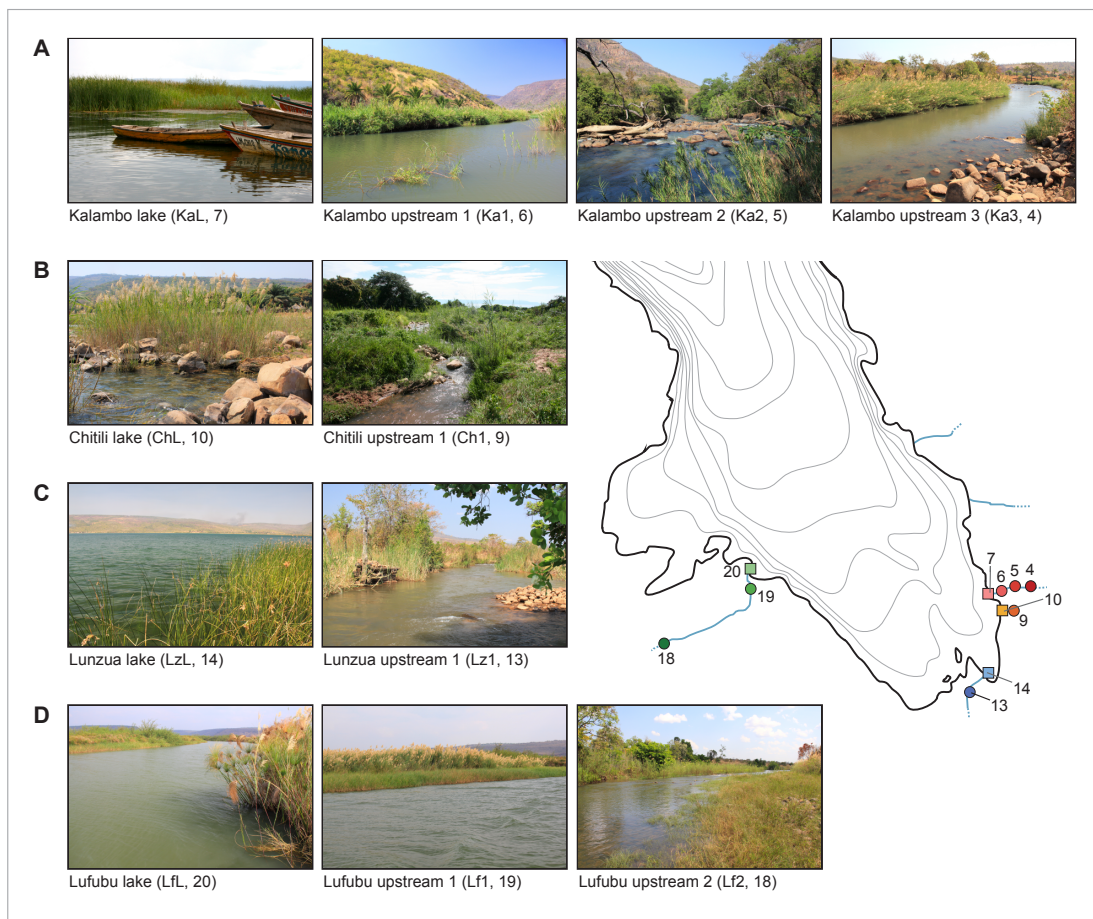 A
Kalambo lake (KaL, 7)
Kalambo upstream 1 (Ka1, 6)
Kalambo upstream 2 (Ka2, 5)
Kalambo upstream 3 (Ka3, 4)
B
Chitili lake (ChL, 10)
Chitili upstream 1 (Ch1, 9)
C
Lunzua lake (LzL, 14)
Lunzua upstream 1 (Lz1, 13)
D
Lufubu lake (LfL, 20)
Lufubu upstream 1 (Lf1, 19)
Lufubu upstream 2 (Lf2, 18)
7
6
5
4
10
9
20
19
18
14
13